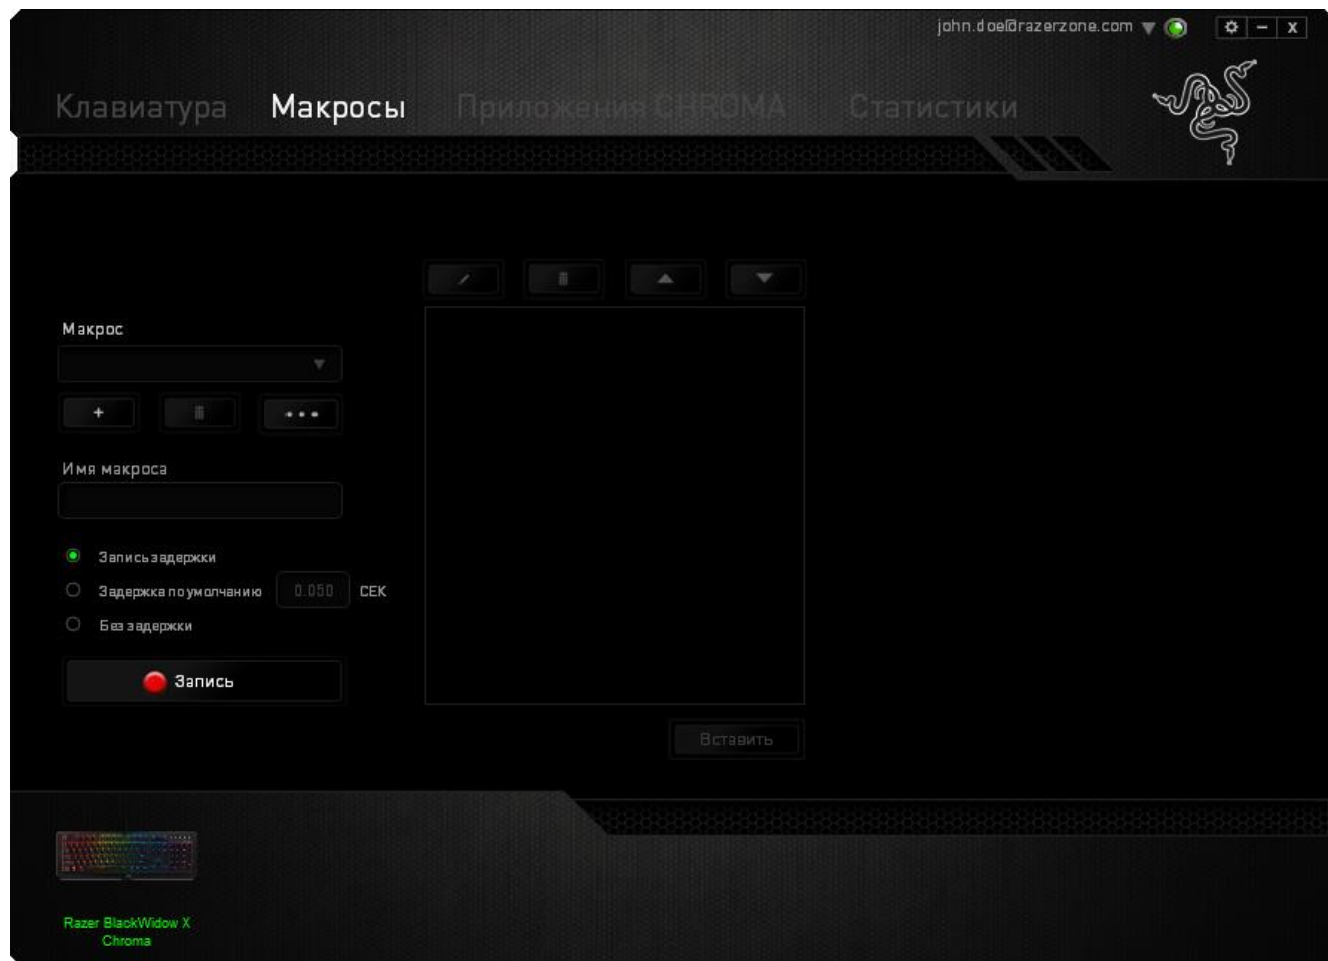 john.doe@razerzone.com
Клавиатура Макросы Приложения CHROMA Статистики
Макрос
Имя макроса
Запись задержки
Задержка по умолчанию 0.050 СЕК
Без задержки
Запись
Вставить
Razer BlackWidow X
Chroma